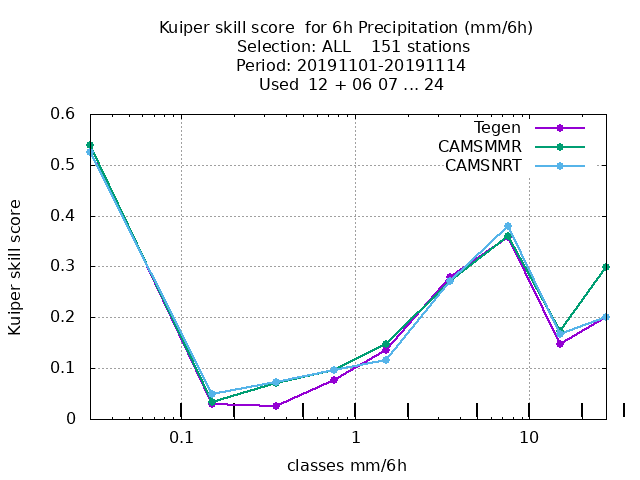 Kuiper skill score  for 6h Precipitation (mm/6h)
Selection: ALL    151 stations
Period: 20191101-20191114
Used  12 + 06 07 ... 24
Tegen
CAMSMMR
CAMSNRT
0.6
0.5
0.4
0.3
0.2
0.1
0
Kuiper skill score
0.1
1
10
classes mm/6h